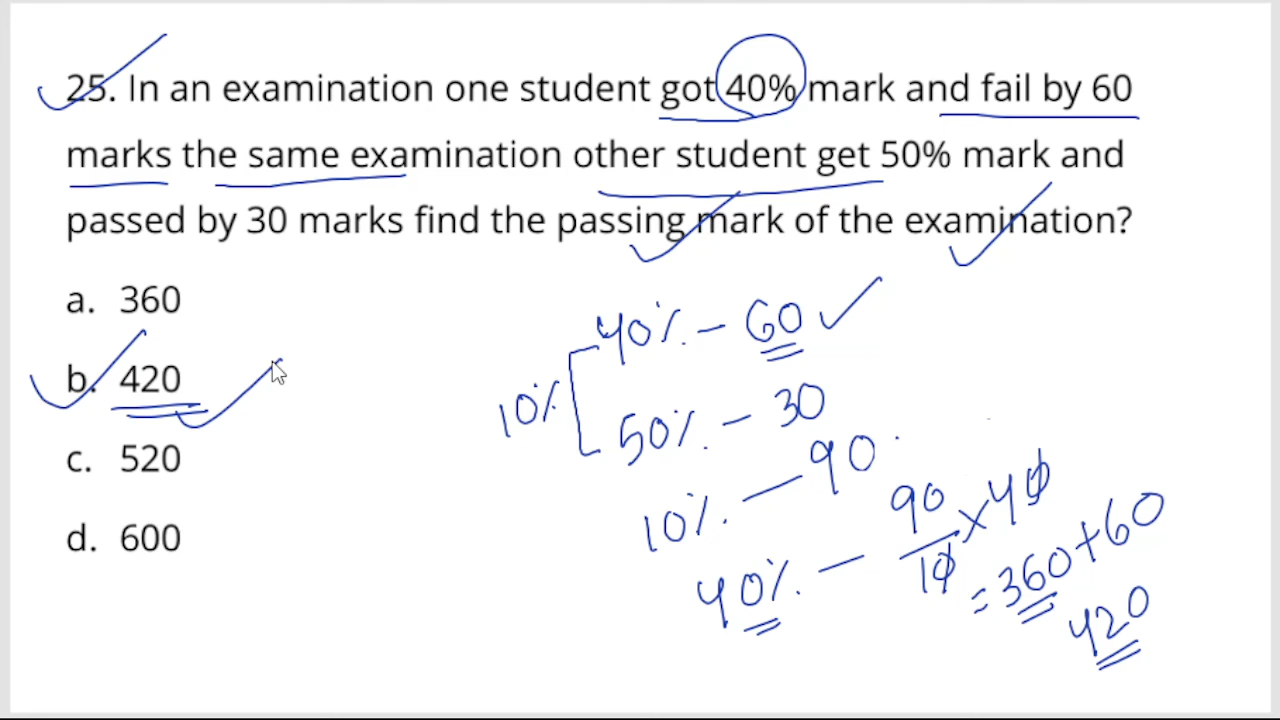 25. In an examination one student got 40% mark and fail by 60
marks the same examination other student get 50% mark and
passed by 30 marks find the passing mark of the examination?
a. 360
b. 420
c. 520
d. 600
40% - 60
10%
50% - 30
10% - 90
40% - 90/10 × 40
= 360 + 60
420